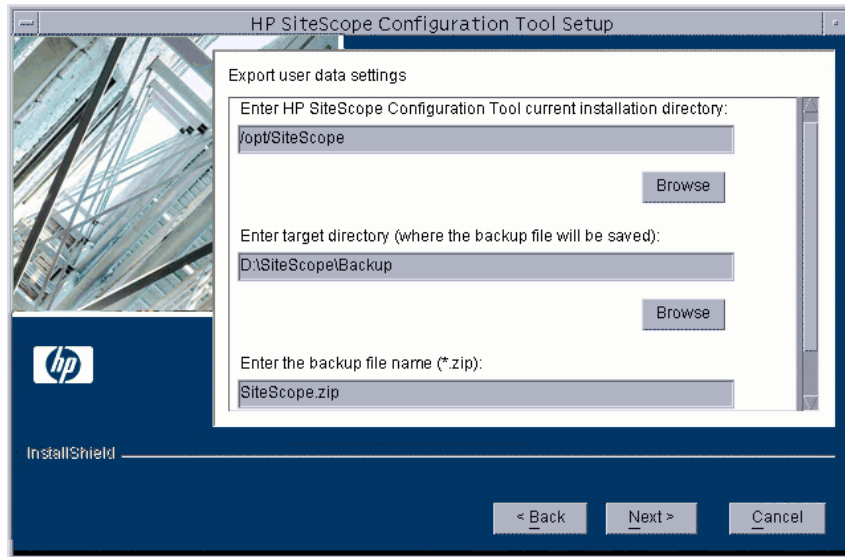 HP SiteScope Configuration Tool Setup
Export user data settings
Enter HP SiteScope Configuration Tool current installation directory:
/opt/SiteScope
Browse
Enter target directory (where the backup file will be saved):
D:\SiteScope\Backup
Browse
Enter the backup file name (*.zip):
SiteScope.zip
hp
InstallShield
< Back Next > Cancel